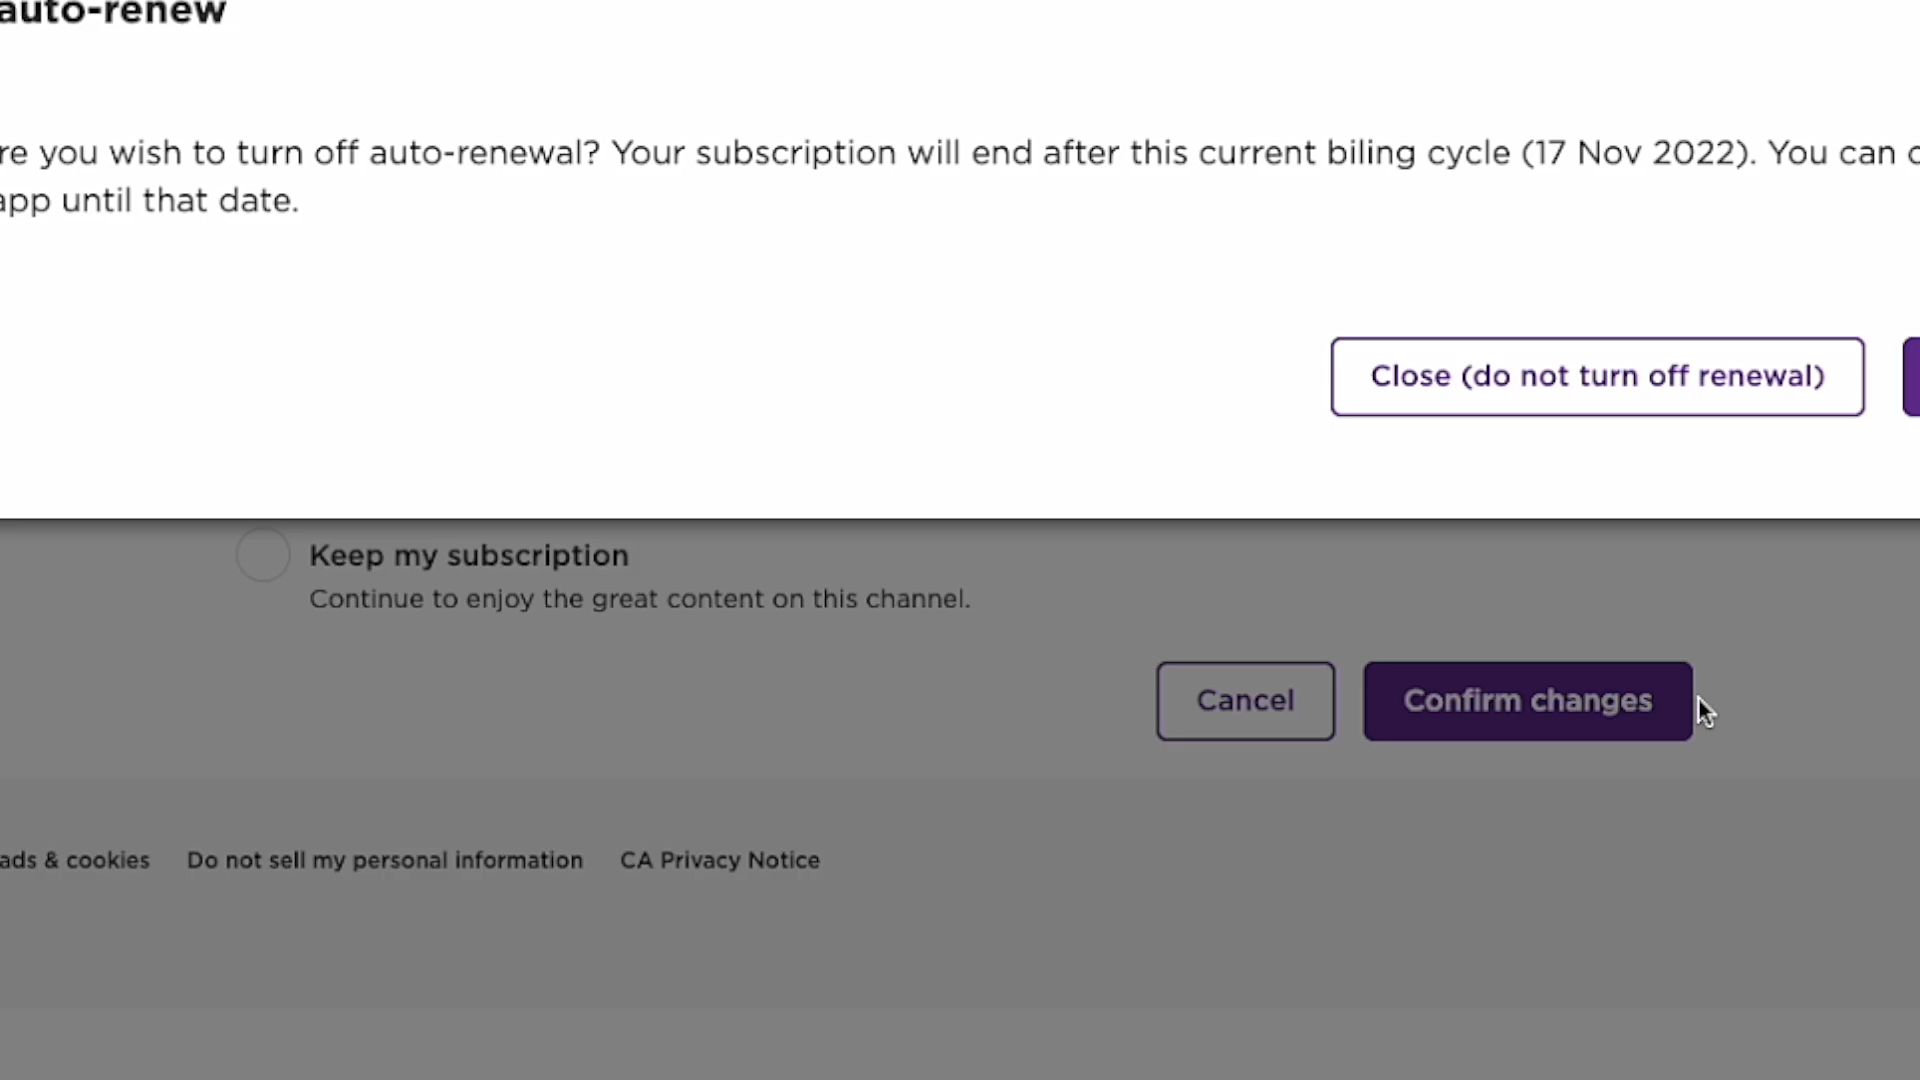 auto-renew
re you wish to turn off auto-renewal? Your subscription will end after this current biling cycle (17 Nov 2022). You can
app until that date.
Close (do not turn off renewal)
Keep my subscription
Continue to enjoy the great content on this channel.
Cancel Confirm changes
ads & cookies Do not sell my personal information CA Privacy Notice